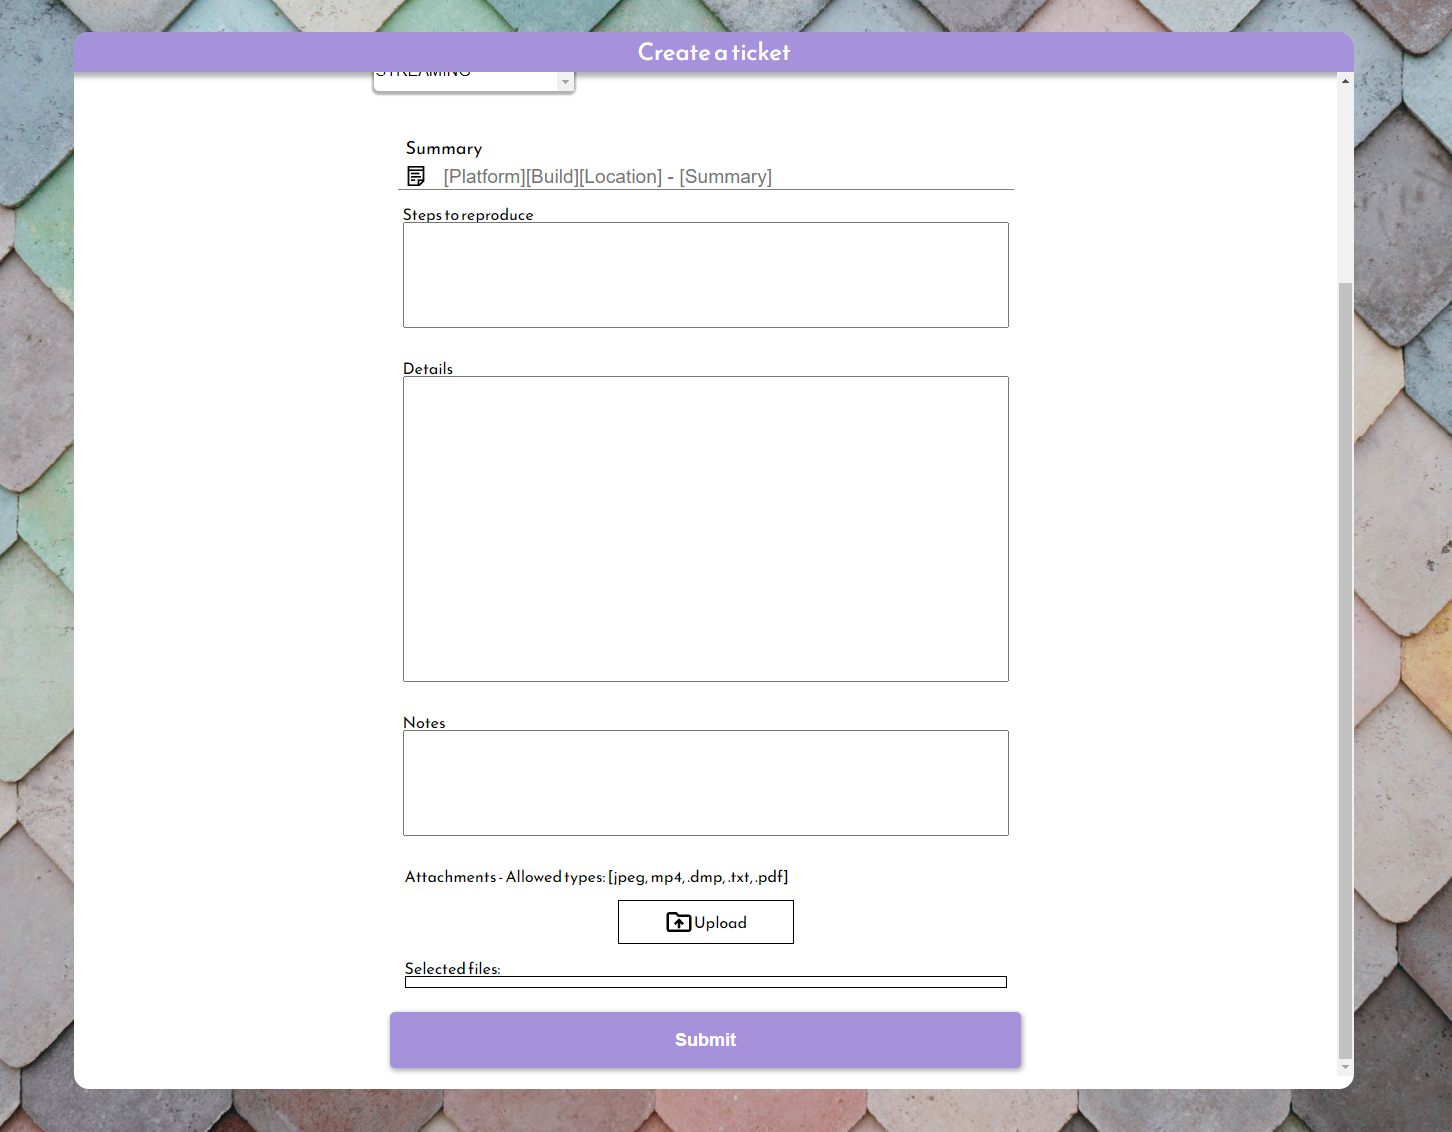 Create a ticket
STREAMING
Summary
[Platform][Build][Location] - [Summary]
Steps to reproduce
Details
Notes
Attachments - Allowed types: [jpeg, mp4, .dmp, .txt, .pdf]
Upload
Selected files:
Submit